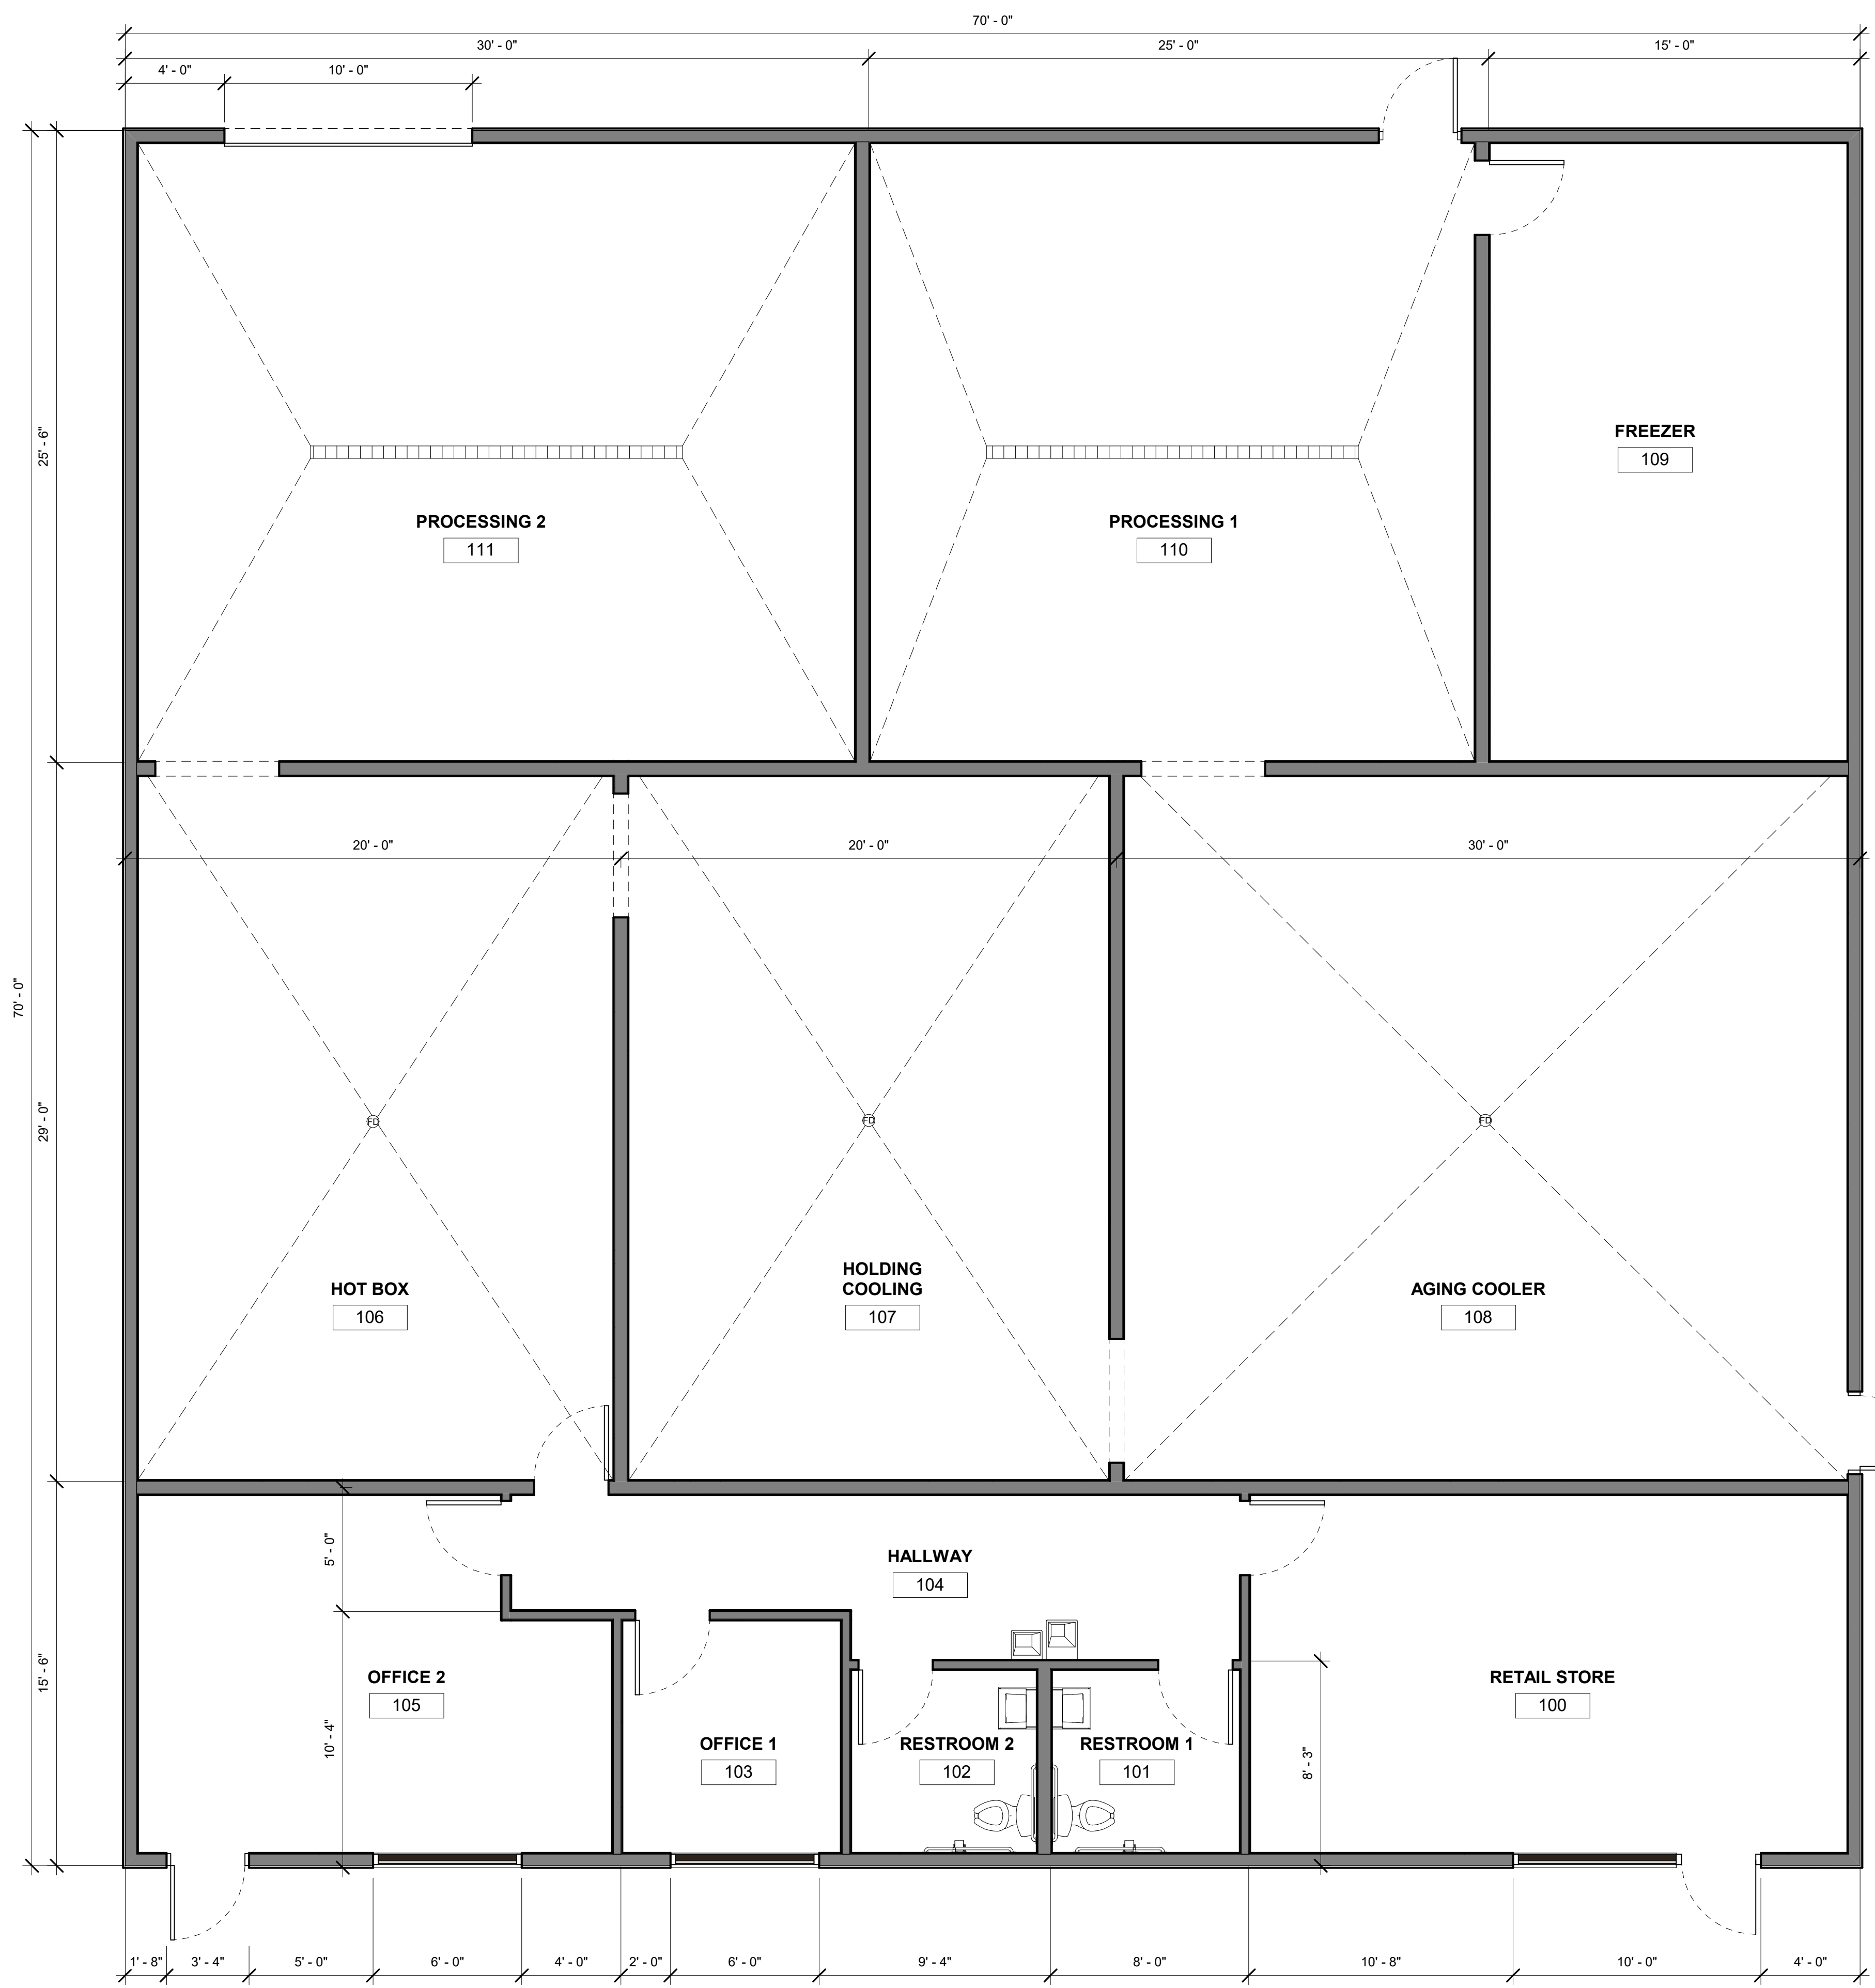 70' - 0"
30' - 0"
25' - 0"
15' - 0"
4' - 0"
10' - 0"
25' - 6"
FREEZER
109
PROCESSING 2
111
PROCESSING 1
110
20' - 0"
20' - 0"
30' - 0"
70' - 0"
29' - 0"
FD
FD
FD
HOT BOX
106
HOLDING
COOLING
107
AGING COOLER
108
5' - 0"
HALLWAY
104
15' - 6"
10' - 4"
OFFICE 2
105
OFFICE 1
103
RESTROOM 2
102
RESTROOM 1
101
8' - 3"
RETAIL STORE
100
1' - 8"
3' - 4"
5' - 0"
6' - 0"
4' - 0"
2' - 0"
6' - 0"
9' - 4"
8' - 0"
10' - 8"
10' - 0"
4' - 0"